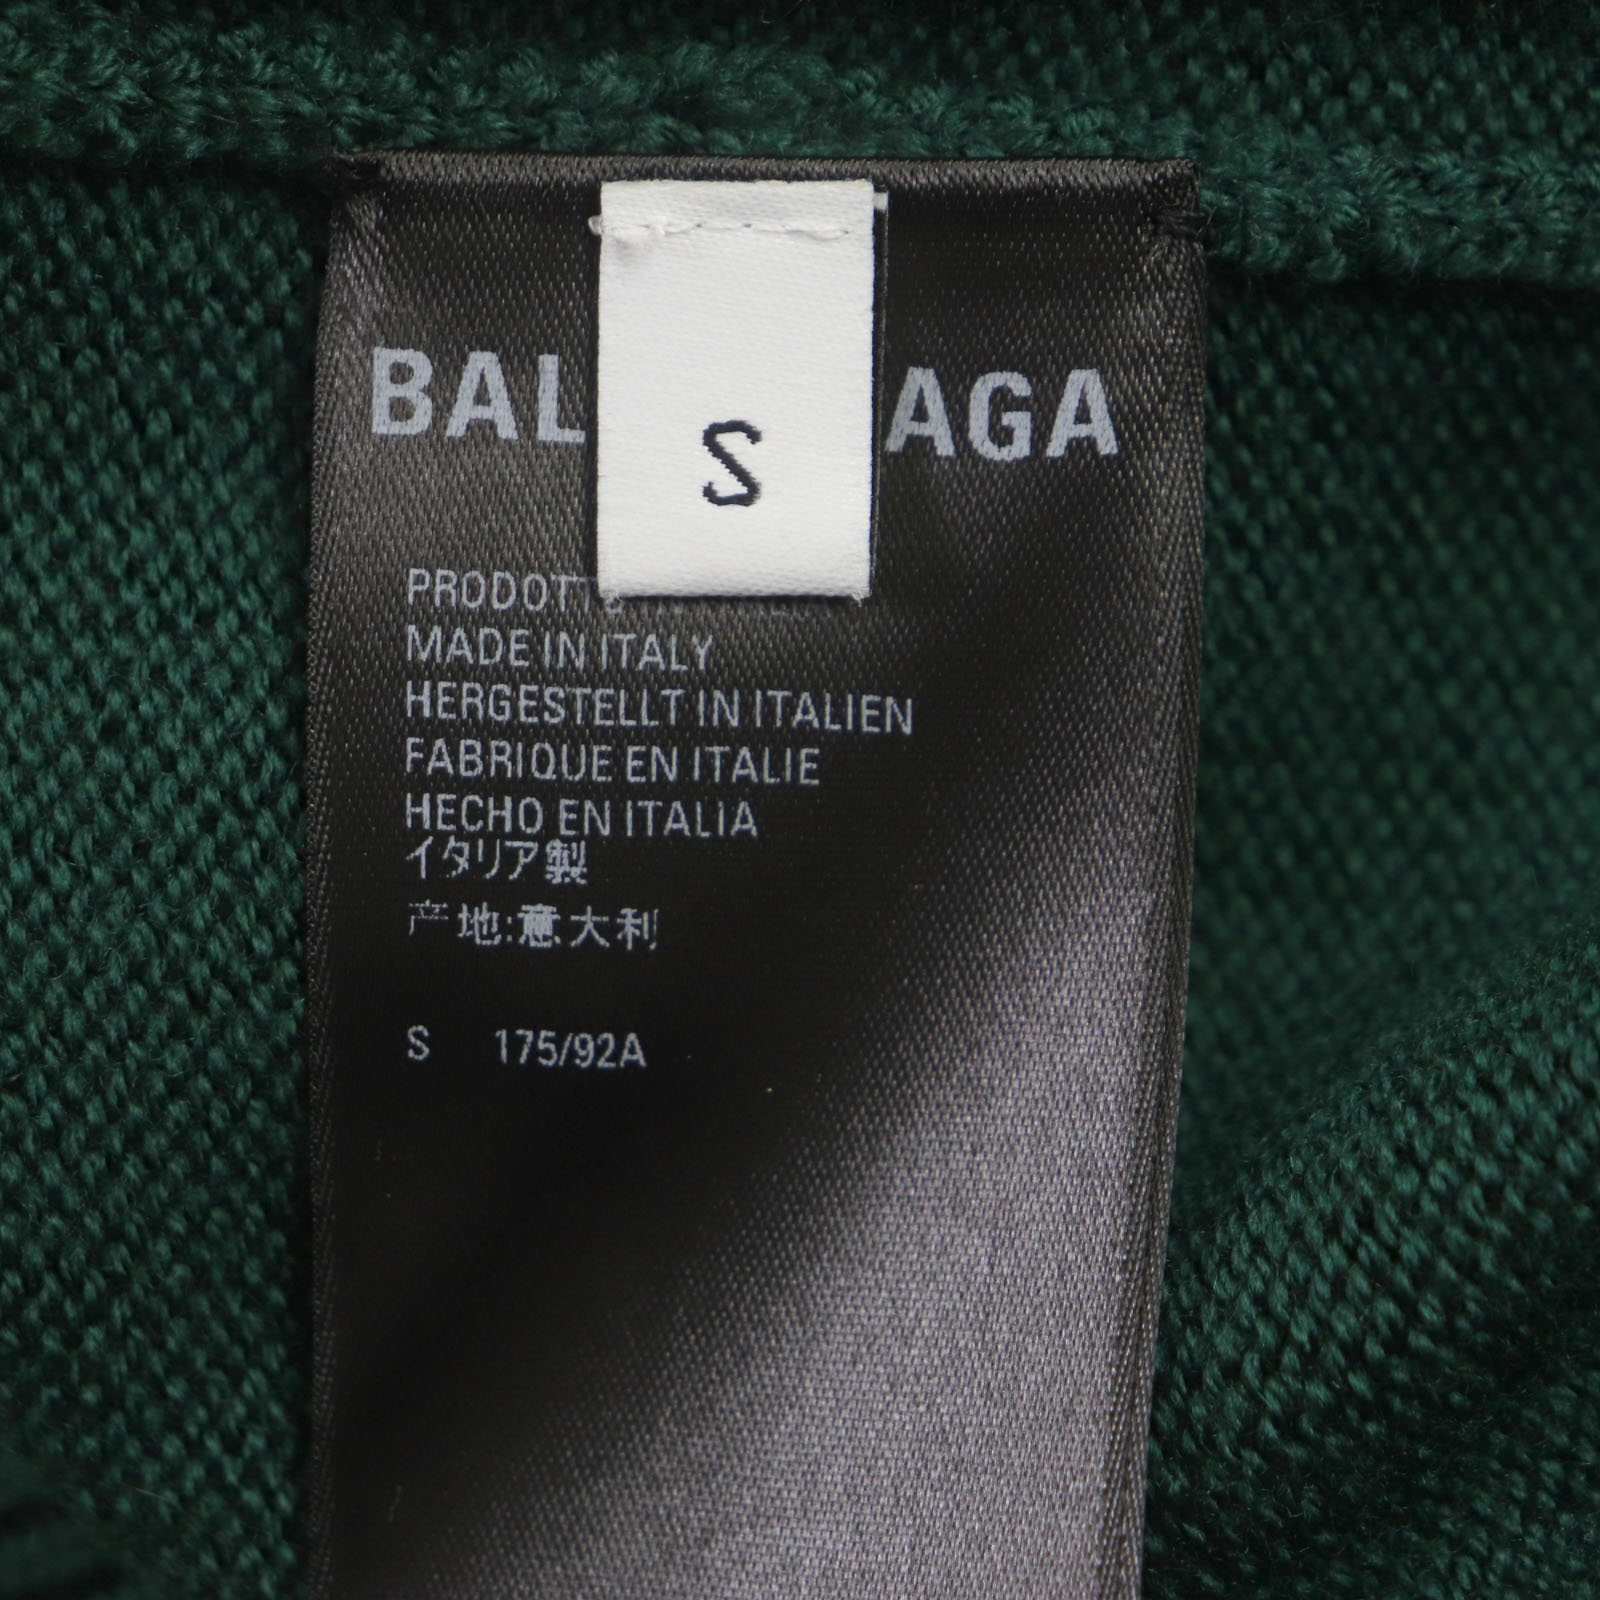 BAL AGA
S
PRODOTTO
MADE IN ITALY
HERGESTELLT IN ITALIEN
FABRIQUE EN ITALIE
HECHO EN ITALIA
イタリア製
产地:意大利
S 175/92A